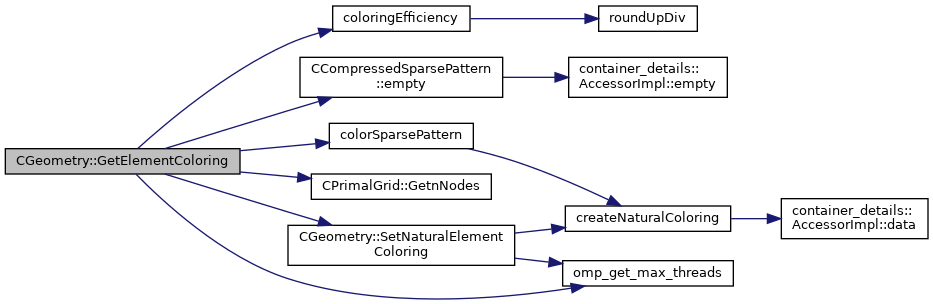 CGeometry::GetElementColoring
coloringEfficiency
roundUpDiv
CCompressedSparsePattern
::empty
container_details::
AccessorImpl::empty
colorSparsePattern
CPrimalGrid::GetnNodes
CGeometry::SetNaturalElement
Coloring
createNaturalColoring
container_details::
AccessorImpl::data
omp_get_max_threads